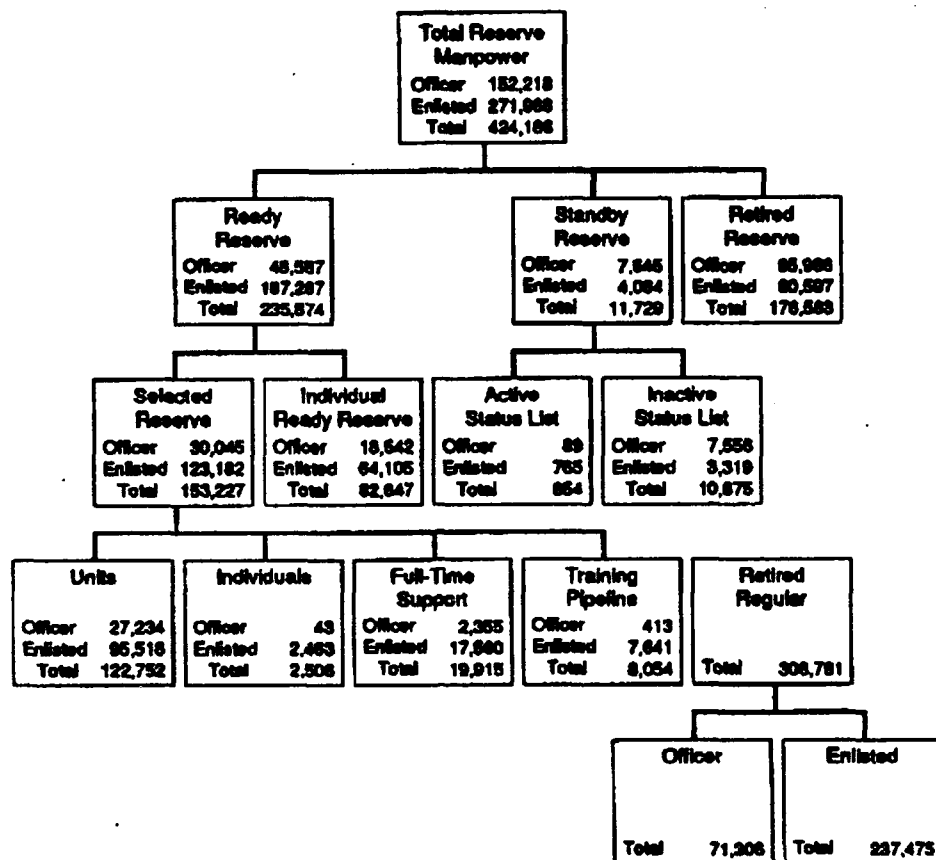 Total Reserve
Manpower
Officer 152,218
Enlisted 271,968
Total 424,186
Ready
Reserve
Officer 48,587
Enlisted 187,287
Total 235,874
Standby
Reserve
Officer 7,645
Enlisted 4,084
Total 11,729
Retired
Reserve
Officer 95,986
Enlisted 80,597
Total 176,583
Selected
Reserve
Officer 30,045
Enlisted 123,182
Total 153,227
Individual
Ready Reserve
Officer 18,542
Enlisted 64,105
Total 82,647
Active
Status List
Officer 89
Enlisted 765
Total 854
Inactive
Status List
Officer 7,556
Enlisted 3,319
Total 10,875
Units
Officer 27,234
Enlisted 95,518
Total 122,752
Individuals
Officer 43
Enlisted 2,463
Total 2,506
Full-Time
Support
Officer 2,355
Enlisted 17,560
Total 19,915
Training
Pipeline
Officer 413
Enlisted 7,641
Total 8,054
Retired
Regular
Total 308,781
Officer
Total 71,306
Enlisted
Total 237,475